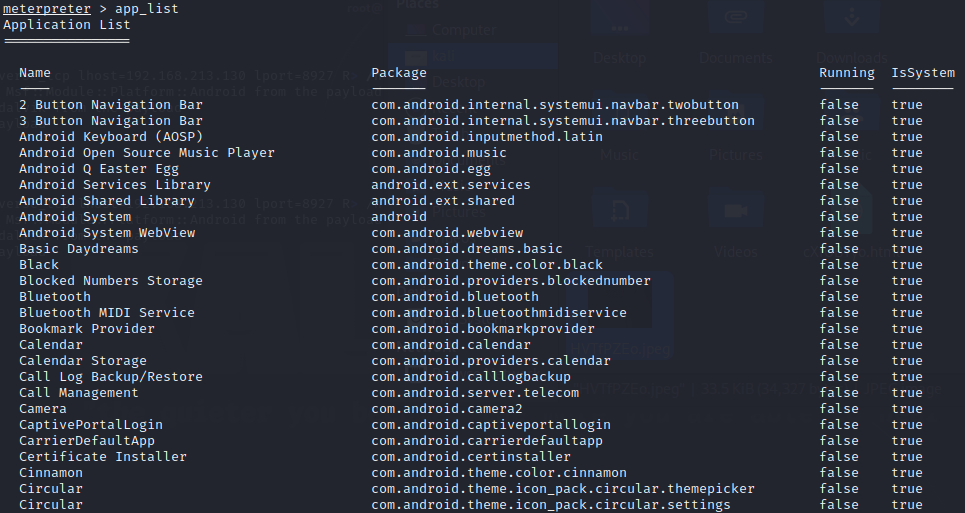 meterpreter > app_list
Application List
================
Name Package Running IsSystem
---- ------- ------- --------
2 Button Navigation Bar com.android.internal.systemui.navbar.twobutton false true
3 Button Navigation Bar com.android.internal.systemui.navbar.threebutton false true
Android Keyboard (AOSP) com.android.inputmethod.latin false true
Android Open Source Music Player com.android.music false true
Android Q Easter Egg com.android.egg false true
Android Services Library android.ext.services false true
Android Shared Library android.ext.shared false true
Android System android false true
Android System WebView com.android.webview false true
Basic Daydreams com.android.dreams.basic false true
Black com.android.theme.color.black false true
Blocked Numbers Storage com.android.providers.blockednumber false true
Bluetooth com.android.bluetooth false true
Bluetooth MIDI Service com.android.bluetoothmidiservice false true
Bookmark Provider com.android.bookmarkprovider false true
Calendar com.android.calendar false true
Calendar Storage com.android.providers.calendar false true
Call Log Backup/Restore com.android.calllogbackup false true
Call Management com.android.server.telecom false true
Camera com.android.camera2 false true
CaptivePortalLogin com.android.captiveportallogin false true
CarrierDefaultApp com.android.carrierdefaultapp false true
Certificate Installer com.android.certinstaller false true
Cinnamon com.android.theme.color.cinnamon false true
Circular com.android.theme.icon_pack.circular.themepicker false true
Circular com.android.theme.icon_pack.circular.settings false true